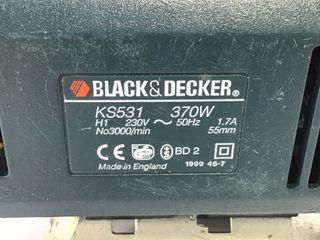 BLACK&DECKER®
KS531 370W
H1 230V ~ 50Hz 1.7A
No3000/min 55mm
CE BD 2
Made in England 1999 46-7